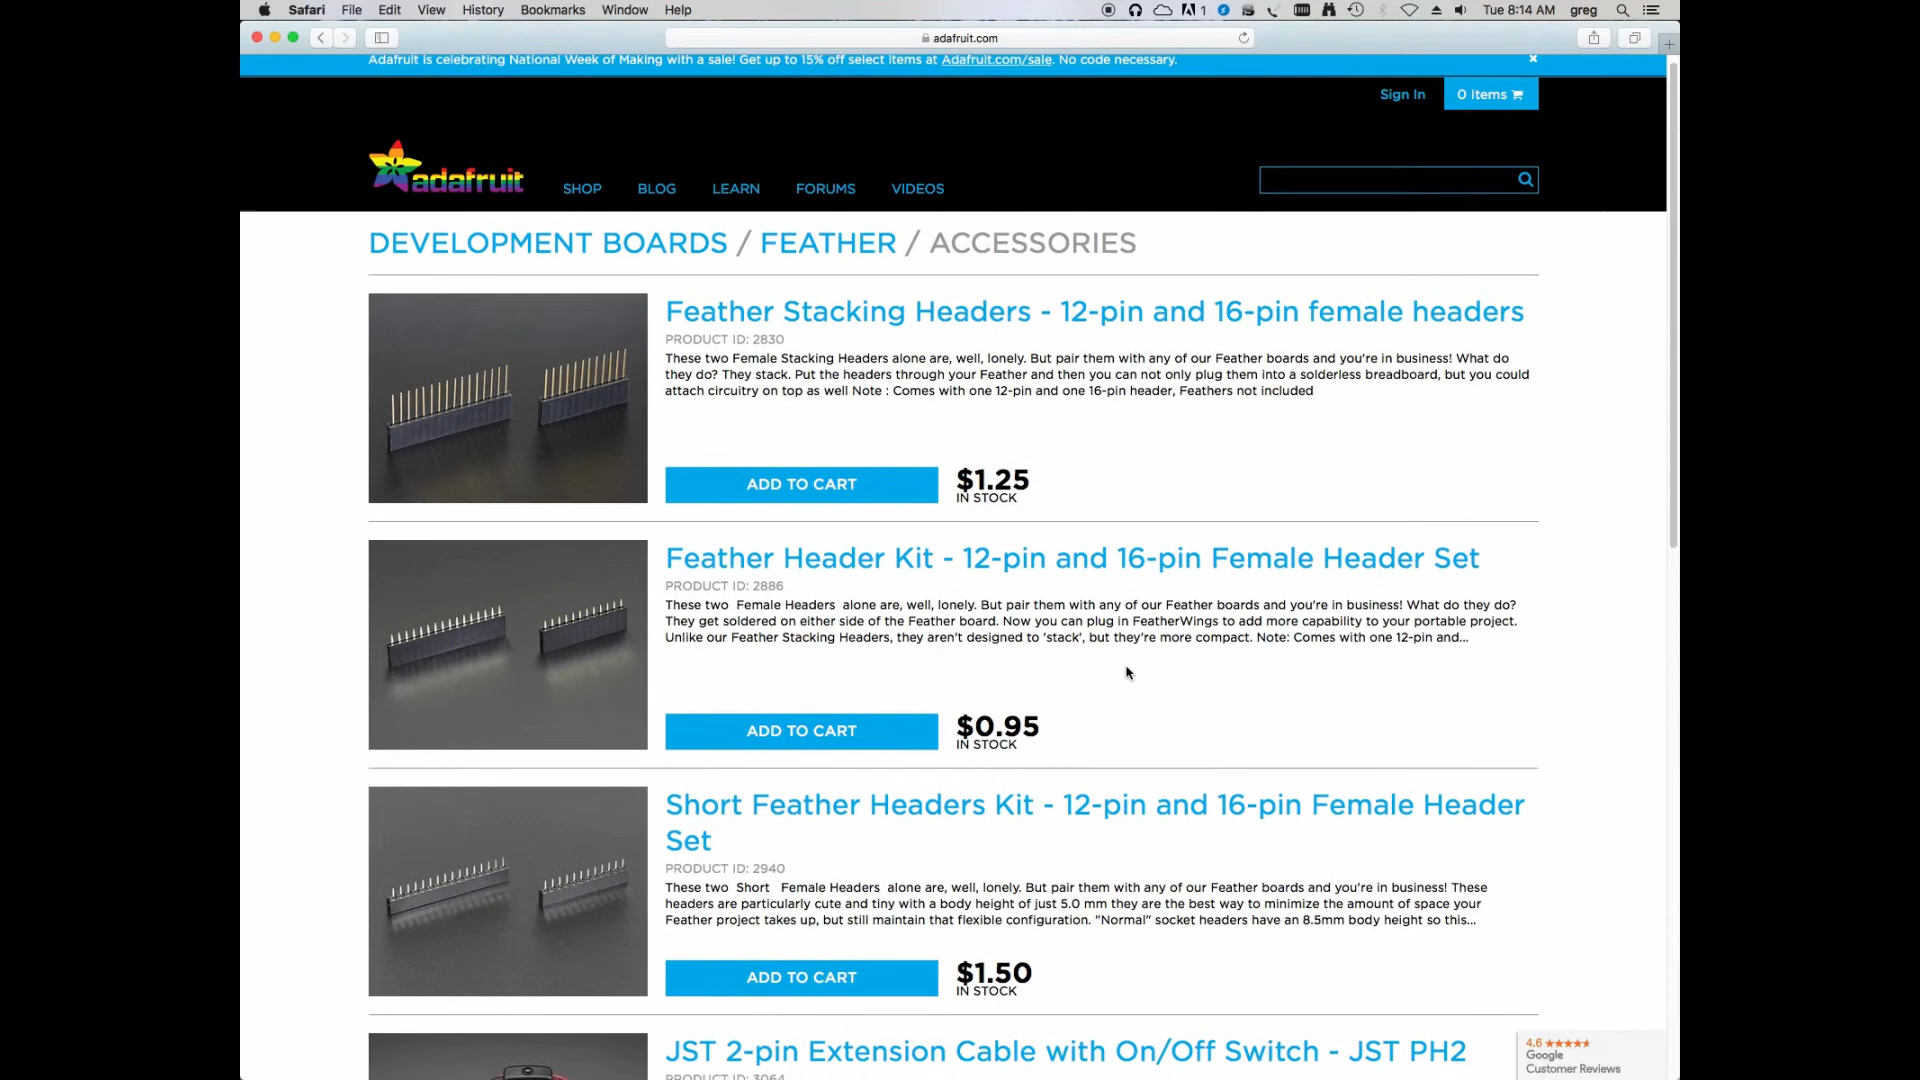 Safari File Edit View History Bookmarks Window Help 1 Tue 8:14 AM greg
adafruit.com
Adafruit is celebrating National Week of Making with a sale! Get up to 15% off select items at Adafruit.com/sale. No code necessary.
Sign In 0 Items
adafruit SHOP BLOG LEARN FORUMS VIDEOS
DEVELOPMENT BOARDS / FEATHER / ACCESSORIES
Feather Stacking Headers - 12-pin and 16-pin female headers
PRODUCT ID: 2830
These two Female Stacking Headers alone are, well, lonely. But pair them with any of our Feather boards and you're in business! What do
they do? They stack. Put the headers through your Feather and then you can not only plug them into a solderless breadboard, but you could
attach circuitry on top as well Note : Comes with one 12-pin and one 16-pin header, Feathers not included
ADD TO CART $1.25
IN STOCK
Feather Header Kit - 12-pin and 16-pin Female Header Set
PRODUCT ID: 2886
These two Female Headers alone are, well, lonely. But pair them with any of our Feather boards and you're in business! What do they do?
They get soldered on either side of the Feather board. Now you can plug in FeatherWings to add more capability to your portable project.
Unlike our Feather Stacking Headers, they aren't designed to 'stack', but they're more compact. Note: Comes with one 12-pin and...
ADD TO CART $0.95
IN STOCK
Short Feather Headers Kit - 12-pin and 16-pin Female Header
Set
PRODUCT ID: 2940
These two Short Female Headers alone are, well, lonely. But pair them with any of our Feather boards and you're in business! These
headers are particularly cute and tiny with a body height of just 5.0 mm they are the best way to minimize the amount of space your
Feather project takes up, but still maintain that flexible configuration. "Normal" socket headers have an 8.5mm body height so this...
ADD TO CART $1.50
IN STOCK
JST 2-pin Extension Cable with On/Off Switch - JST PH2
PRODUCT ID: 3064
4.6
Google
Customer Reviews